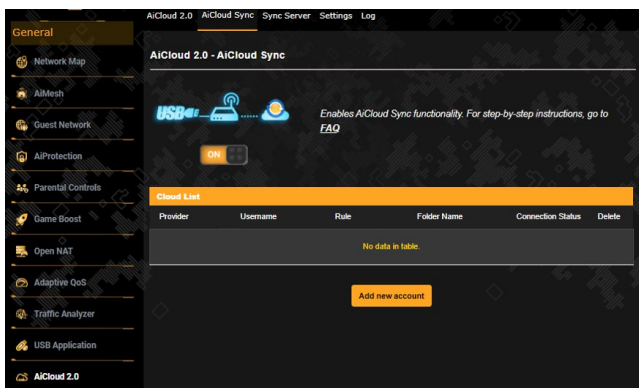 AiCloud 2.0 AiCloud Sync Sync Server Settings Log
General
Network Map
AiMesh
Guest Network
AiProtection
Parental Controls
Game Boost
Open NAT
Adaptive QoS
Traffic Analyzer
USB Application
AiCloud 2.0
AiCloud 2.0 - AiCloud Sync
USB
Enables AiCloud Sync functionality. For step-by-step instructions, go to
FAQ
ON
Cloud List
Provider Username Rule Folder Name Connection Status Delete
No data in table.
Add new account